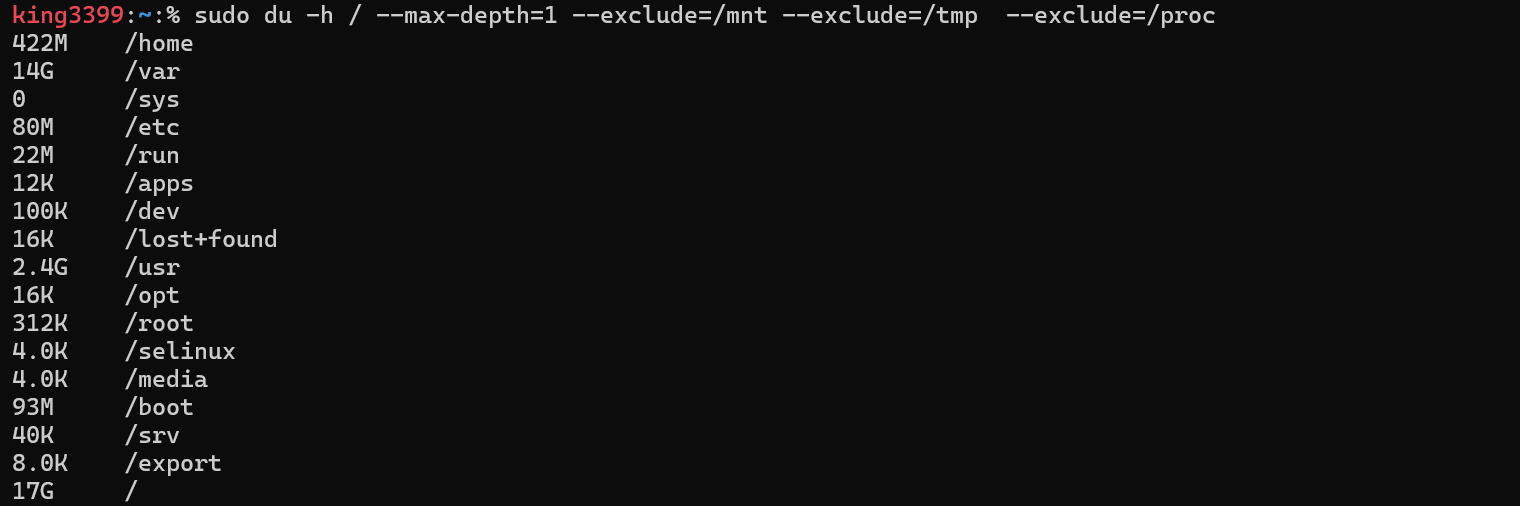 king3399:~:% sudo du -h / --max-depth=1 --exclude=/mnt --exclude=/tmp  --exclude=/proc
422M    /home
14G     /var
0       /sys
80M     /etc
22M     /run
12K     /apps
100K    /dev
16K     /lost+found
2.4G    /usr
16K     /opt
312K    /root
4.0K    /selinux
4.0K    /media
93M     /boot
40K     /srv
8.0K    /export
17G     /